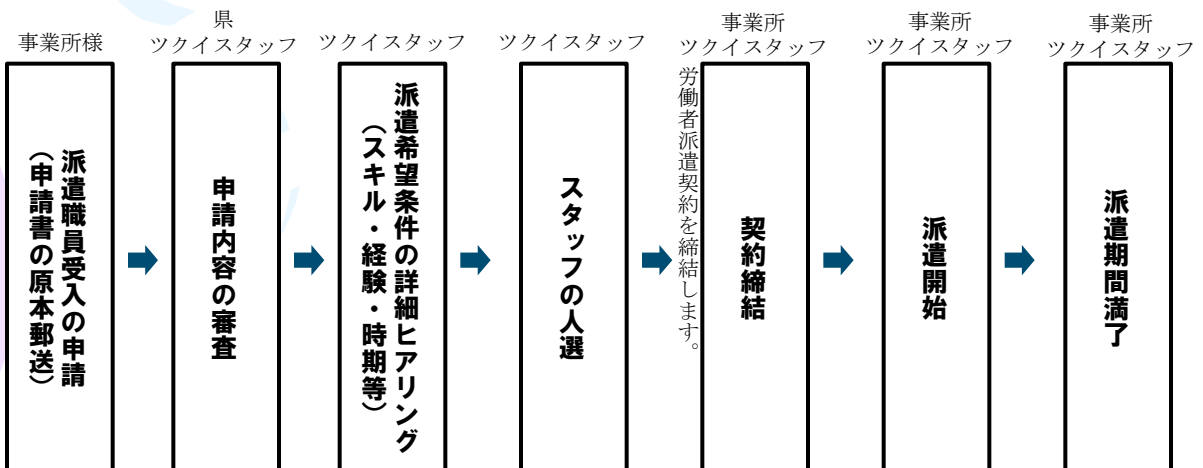 事業所様
派遣職員受入の申請
（申請書の原本郵送）
県
ツクイスタッフ
申請内容の審査
ツクイスタッフ
派遣希望条件の詳細ヒアリング
（スキル・経験・時期等）
ツクイスタッフ
スタッフの人選
事業所
ツクイスタッフ
労働者派遣契約を締結します。
契約締結
事業所
ツクイスタッフ
派遣開始
事業所
ツクイスタッフ
派遣期間満了